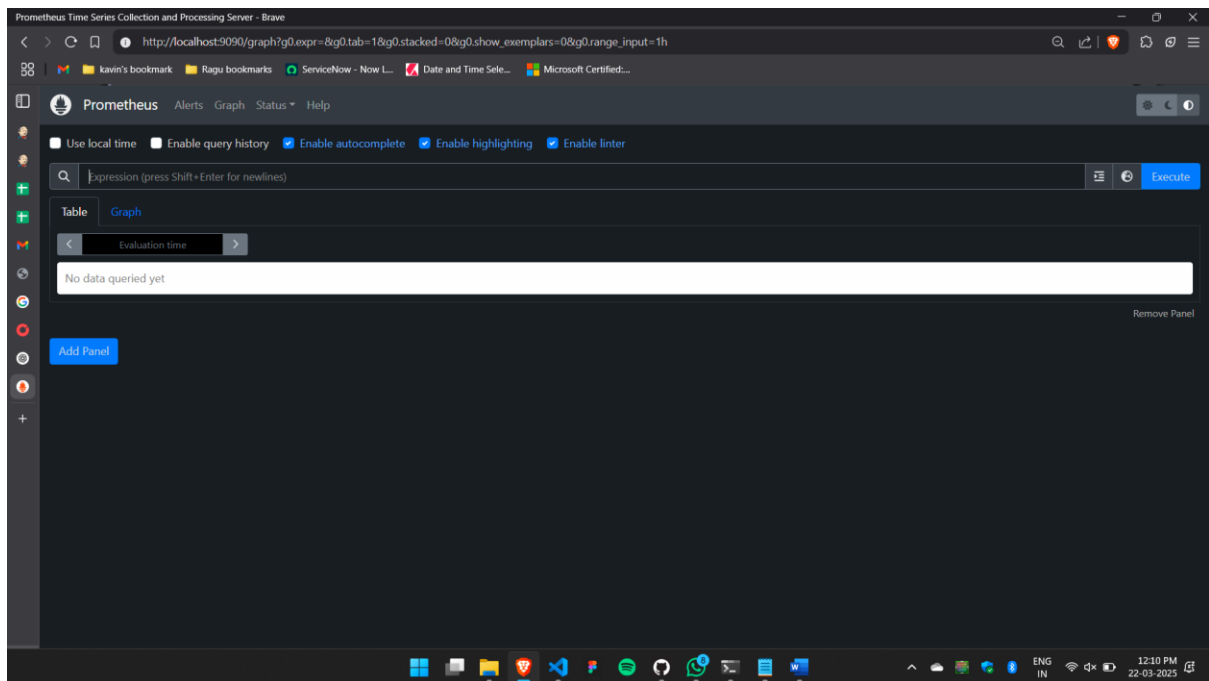 Prometheus Time Series Collection and Processing Server - Brave
http://localhost:9090/graph?g0.expr=&g0.tab=1&g0.stacked=0&g0.show_exemplars=0&g0.range_input=1h
kavin's bookmark Ragu bookmarks ServiceNow - Now L... Date and Time Sele... Microsoft Certified:...
Prometheus Alerts Graph Status Help
Use local time Enable query history Enable autocomplete Enable highlighting Enable linter
Expression (press Shift+Enter for newlines) Execute
Table Graph
Evaluation time
No data queried yet
Remove Panel
Add Panel
ENG 12:10 PM
IN 22-03-2025